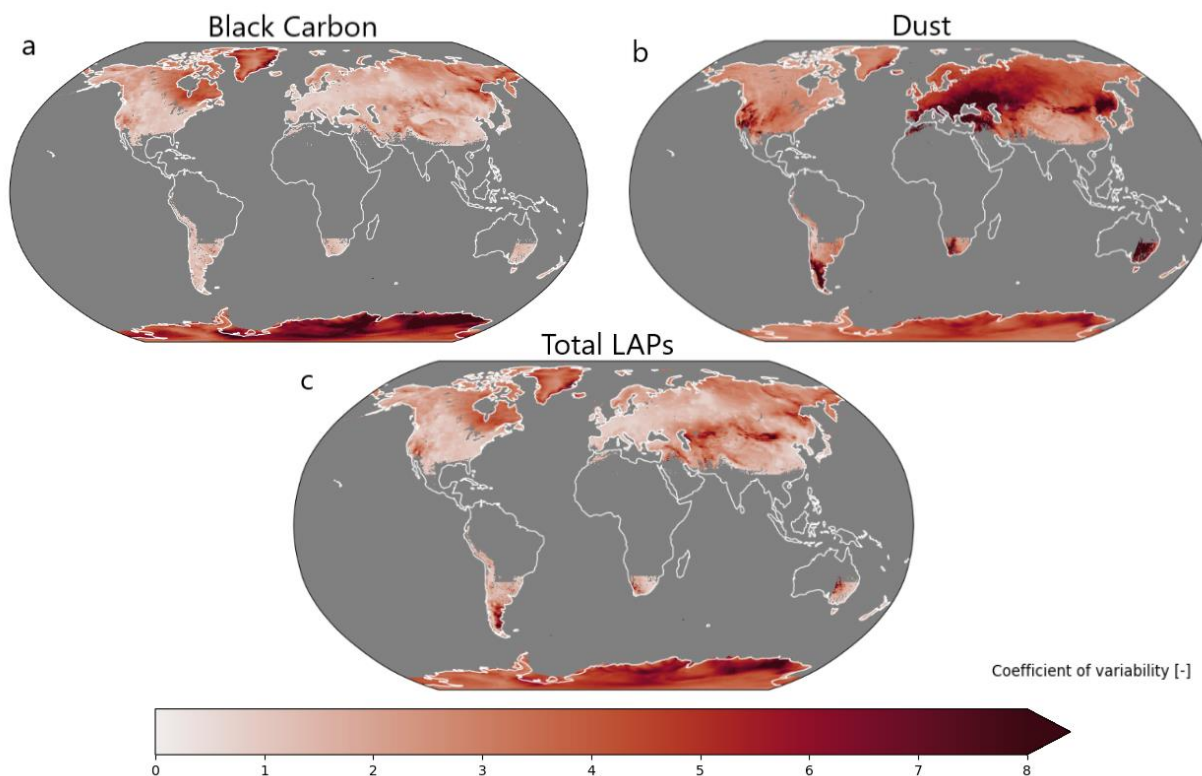 Black Carbon
a
Dust
b
Total LAPs
c
Coefficient of variability [-]
0 1 2 3 4 5 6 7 8